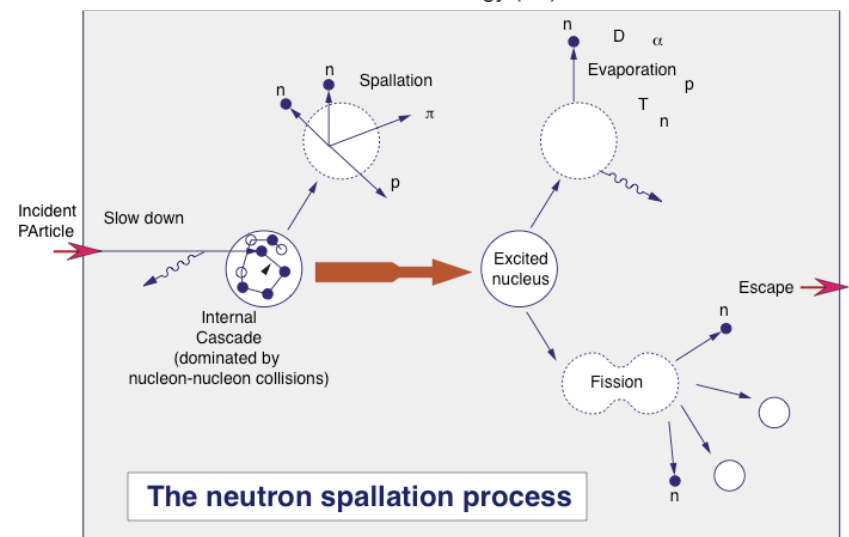 n
D
α
Evaporation
p
T
n
n
n
Spallation
π
p
Incident
PArticle
Slow down
Internal
Cascade
(dominated by
nucleon-nucleon collisions)
Excited
nucleus
Escape
n
Fission
n
The neutron spallation process